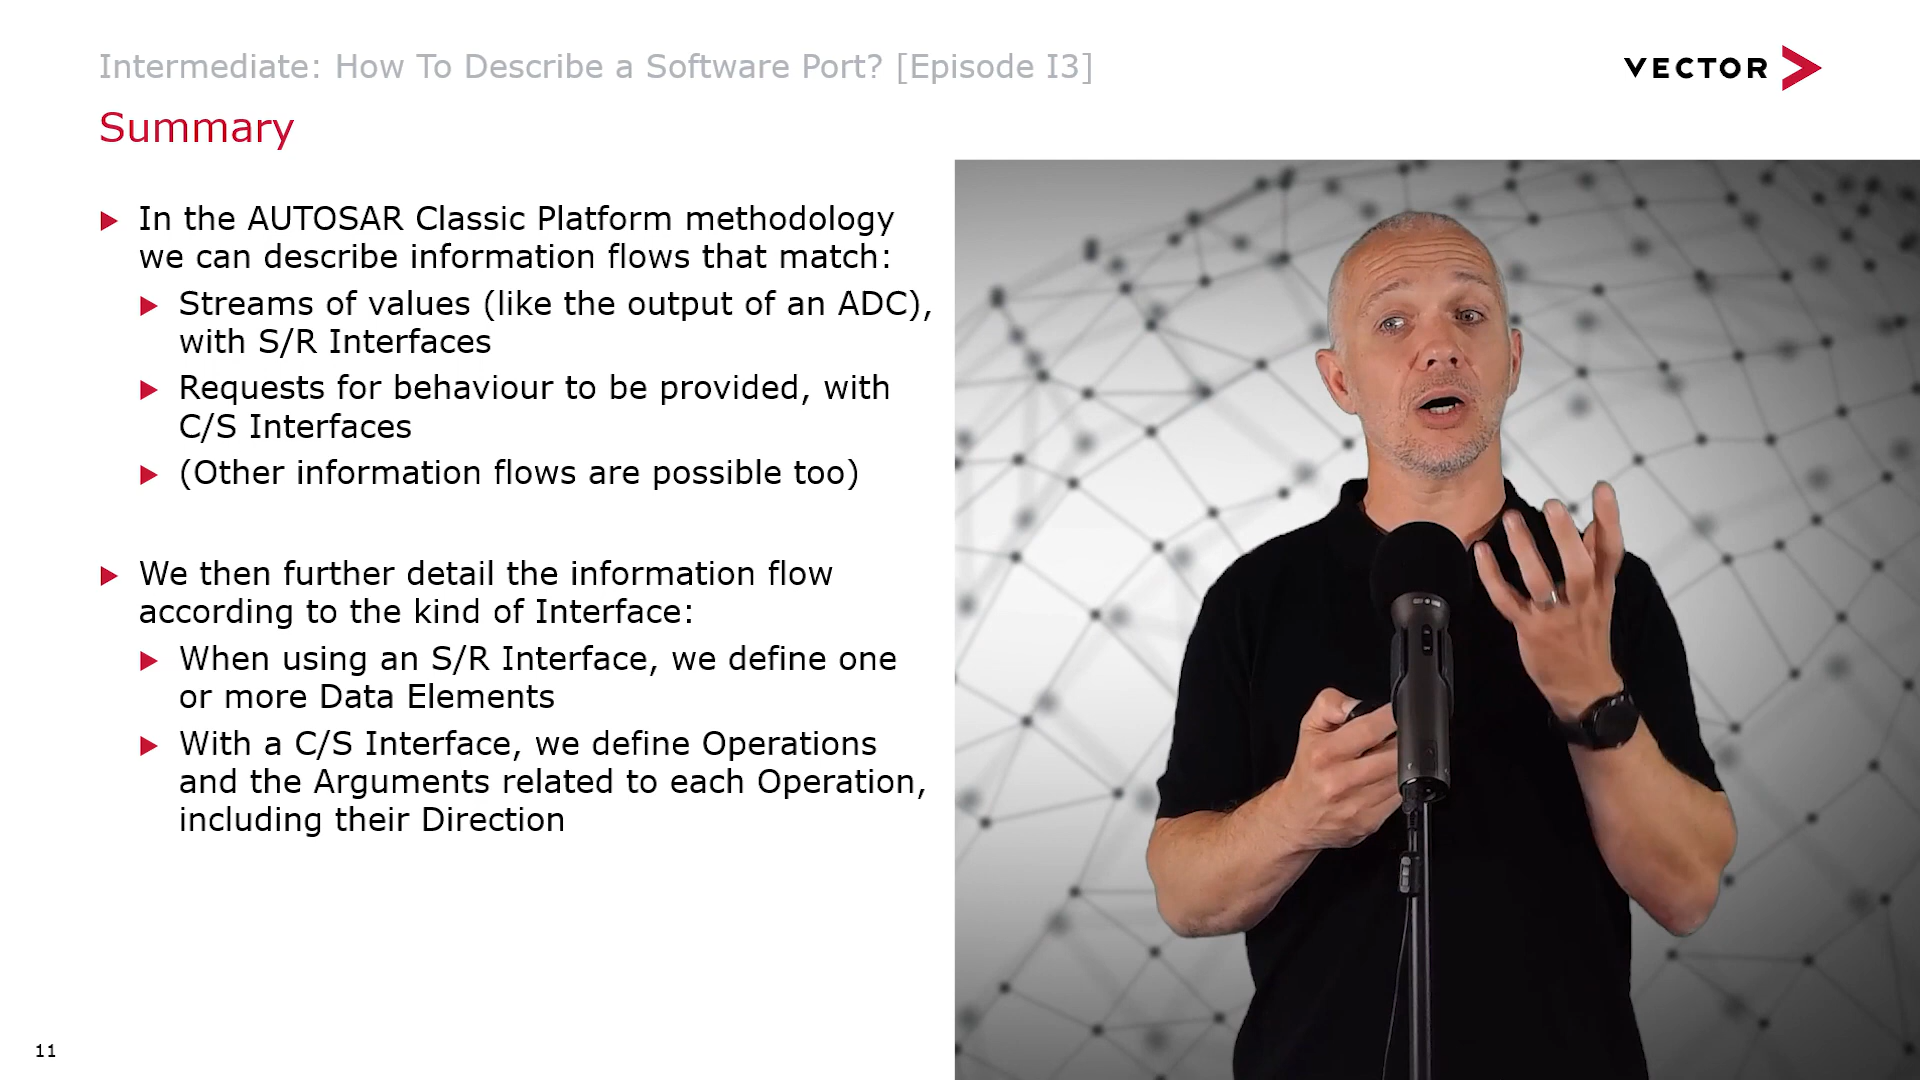 Intermediate: How To Describe a Software Port? [Episode I3]
VECTOR
Summary
In the AUTOSAR Classic Platform methodology
we can describe information flows that match:
Streams of values (like the output of an ADC),
with S/R Interfaces
Requests for behaviour to be provided, with
C/S Interfaces
(Other information flows are possible too)
We then further detail the information flow
according to the kind of Interface:
When using an S/R Interface, we define one
or more Data Elements
With a C/S Interface, we define Operations
and the Arguments related to each Operation,
including their Direction
11